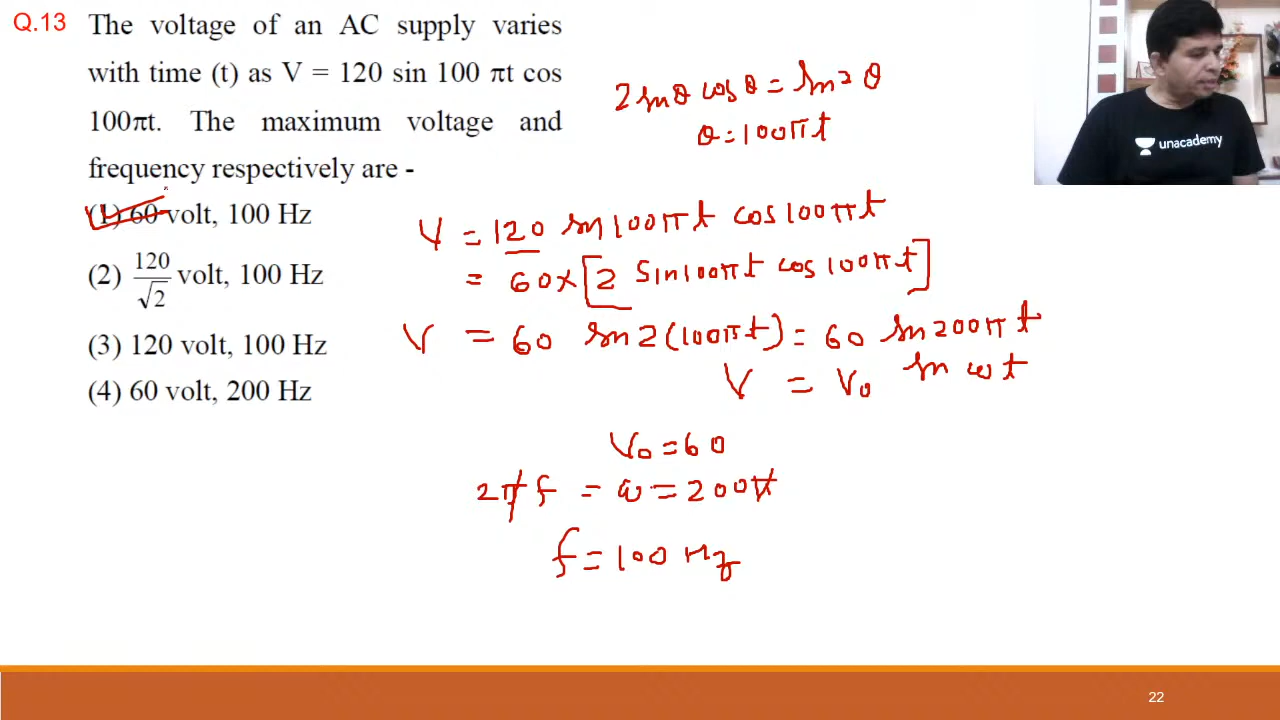 Q.13 The voltage of an AC supply varies
with time (t) as V = 120 sin 100 πt cos
100πt. The maximum voltage and
frequency respectively are -
(1) 60 volt, 100 Hz
(2) 120/√2 volt, 100 Hz
(3) 120 volt, 100 Hz
(4) 60 volt, 200 Hz
2 sinθ cosθ = sin 2θ
θ = 100πt
V = 120 sin 100πt cos 100πt
= 60 × [2 sin 100πt cos 100πt]
V = 60 sin 2(100πt) = 60 sin 200πt
V = V₀ sin ωt
V₀ = 60
2πf = ω = 200π
f = 100 Hz
unacademy
22